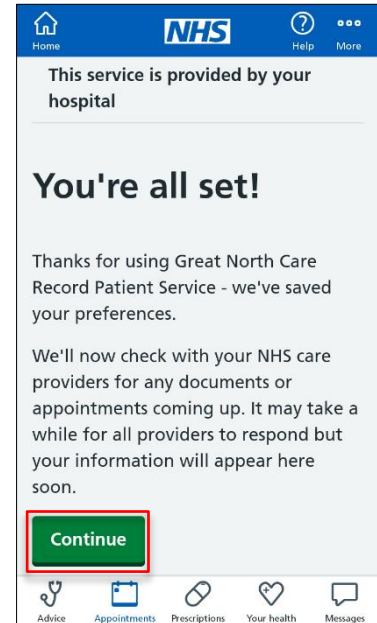 NHS
Home
Help
More
This service is provided by your
hospital
You're all set!
Thanks for using Great North Care
Record Patient Service - we've saved
your preferences.
We'll now check with your NHS care
providers for any documents or
appointments coming up. It may take a
while for all providers to respond but
your information will appear here
soon.
Continue
Advice
Appointments
Prescriptions
Your health
Messages